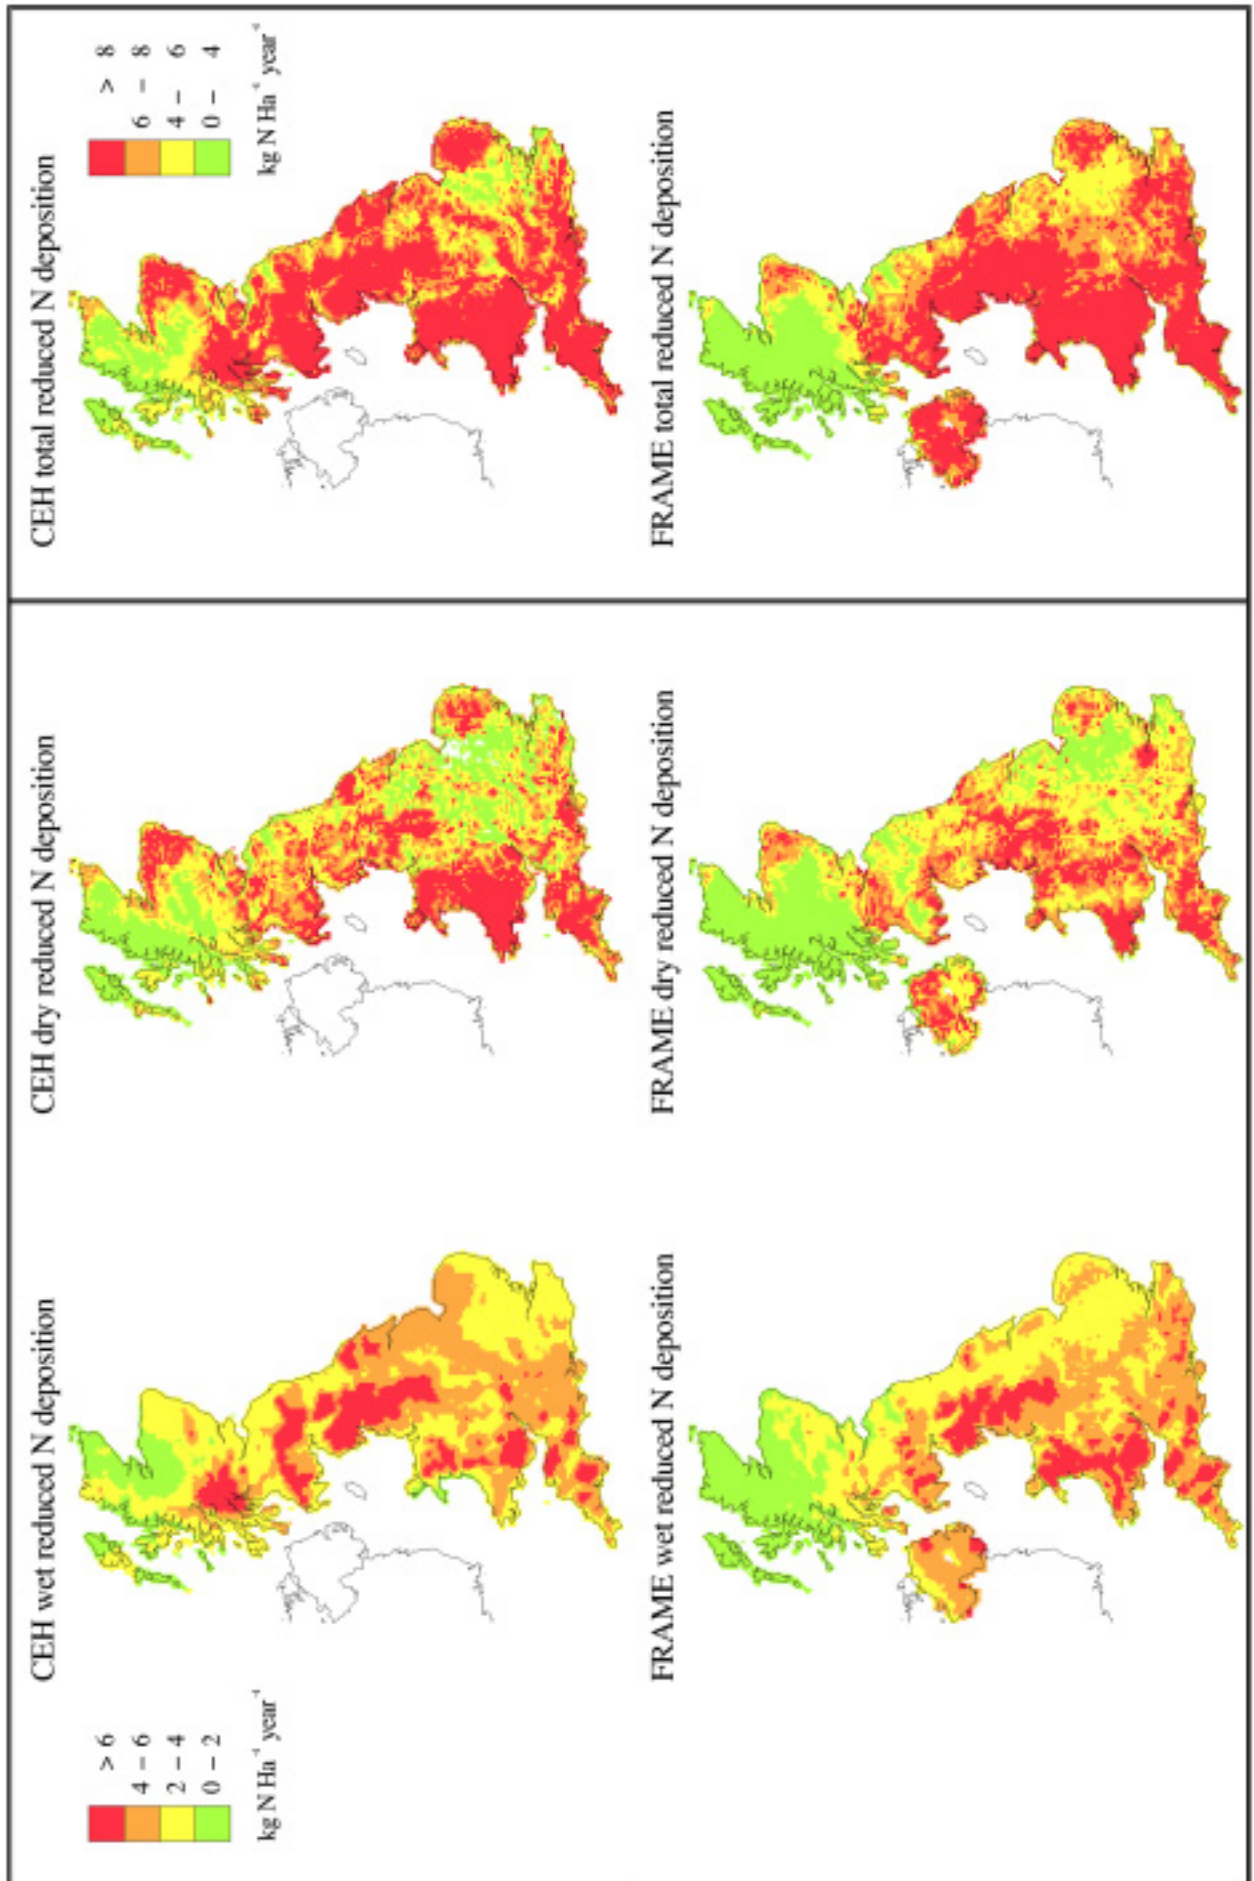 CEH wet reduced N deposition
CEH dry reduced N deposition
CEH total reduced N deposition
> 6
4 – 6
2 – 4
0 – 2
kg N Ha⁻¹ year⁻¹
> 8
6 – 8
4 – 6
0 – 4
kg N Ha⁻¹ year⁻¹
FRAME wet reduced N deposition
FRAME dry reduced N deposition
FRAME total reduced N deposition